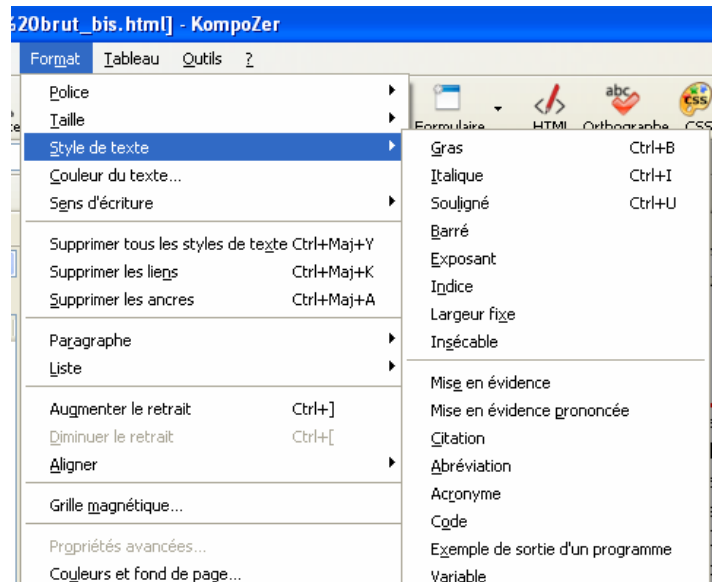 20brut_bis.html] - KompoZer
Format Tableau Outils ?
Police
Taille
Formulaire HTML Orthographe CSS
Style de texte
Couleur du texte...
Sens d'écriture
Supprimer tous les styles de texte Ctrl+Maj+Y
Supprimer les liens Ctrl+Maj+K
Supprimer les ancres Ctrl+Maj+A
Paragraphe
Liste
Augmenter le retrait Ctrl+]
Diminuer le retrait Ctrl+[
Aligner
Grille magnétique...
Propriétés avancées...
Couleurs et fond de page...
Gras Ctrl+B
Italique Ctrl+I
Souligné Ctrl+U
Barré
Exposant
Indice
Largeur fixe
Insécable
Mise en évidence
Mise en évidence prononcée
Citation
Abréviation
Acronyme
Code
Exemple de sortie d'un programme
Variable